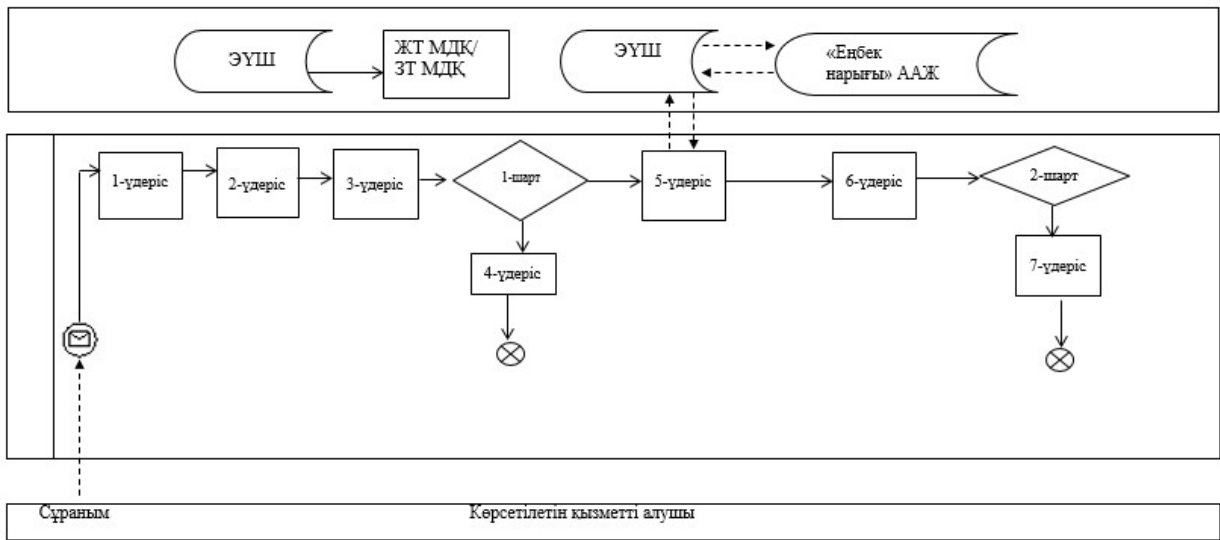 ЭҮШ
ЖТ МДҚ/
ЗТ МДҚ
ЭҮШ
«Еңбек
нарығы» ААЖ
1-үдеріс
2-үдеріс
3-үдеріс
1-шарт
5-үдеріс
6-үдеріс
2-шарт
4-үдеріс
7-үдеріс
Сұраным
Көрсетілетін қызметті алушы